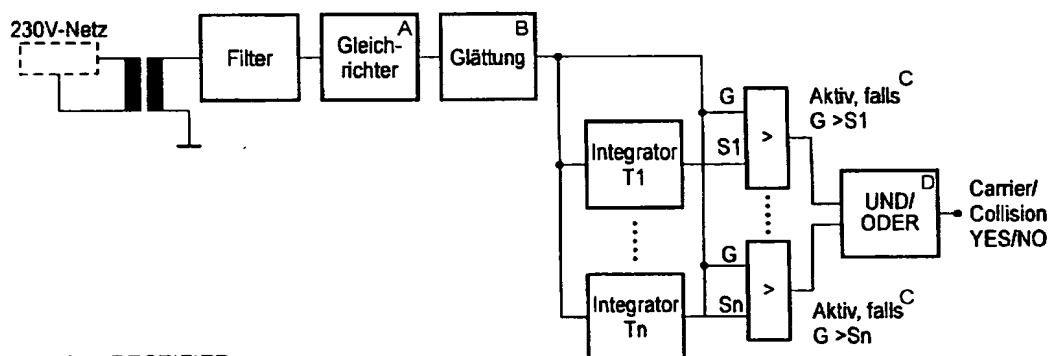 230V-Netz
Filter
A
Gleich-
richter
B
Glättung
G
S1
>
Aktiv, falls C
G >S1
Integrator
T1
UND/
ODER
D
Carrier/
Collision
YES/NO
G
Sn
>
Integrator
Tn
Aktiv, falls C
G >Sn